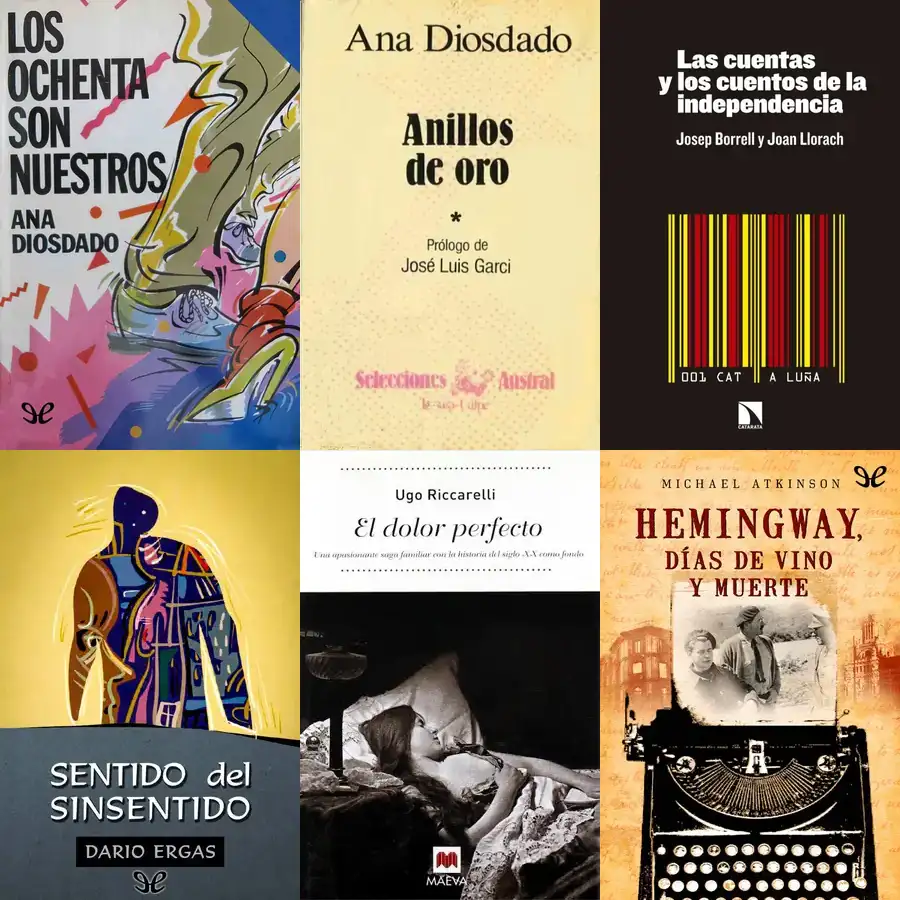 LOS
OCHENTA
SON
NUESTROS
ANA
DIOSDADO
Ana Diosdado
Anillos
de oro
*
Prólogo de
José Luis Garci
Selecciones Austral
Espasa-Calpe
Las cuentas
y los cuentos de la
independencia
Josep Borrell y Joan Llorach
001 CAT A LUÑA
CATARATA
SENTIDO del
SINSENTIDO
DARIO ERGAS
Ugo Riccarelli
El dolor perfecto
Una apasionante saga familiar con la historia del siglo XX como fondo
MAEVA
MICHAEL ATKINSON
HEMINGWAY,
DÍAS DE VINO
Y MUERTE